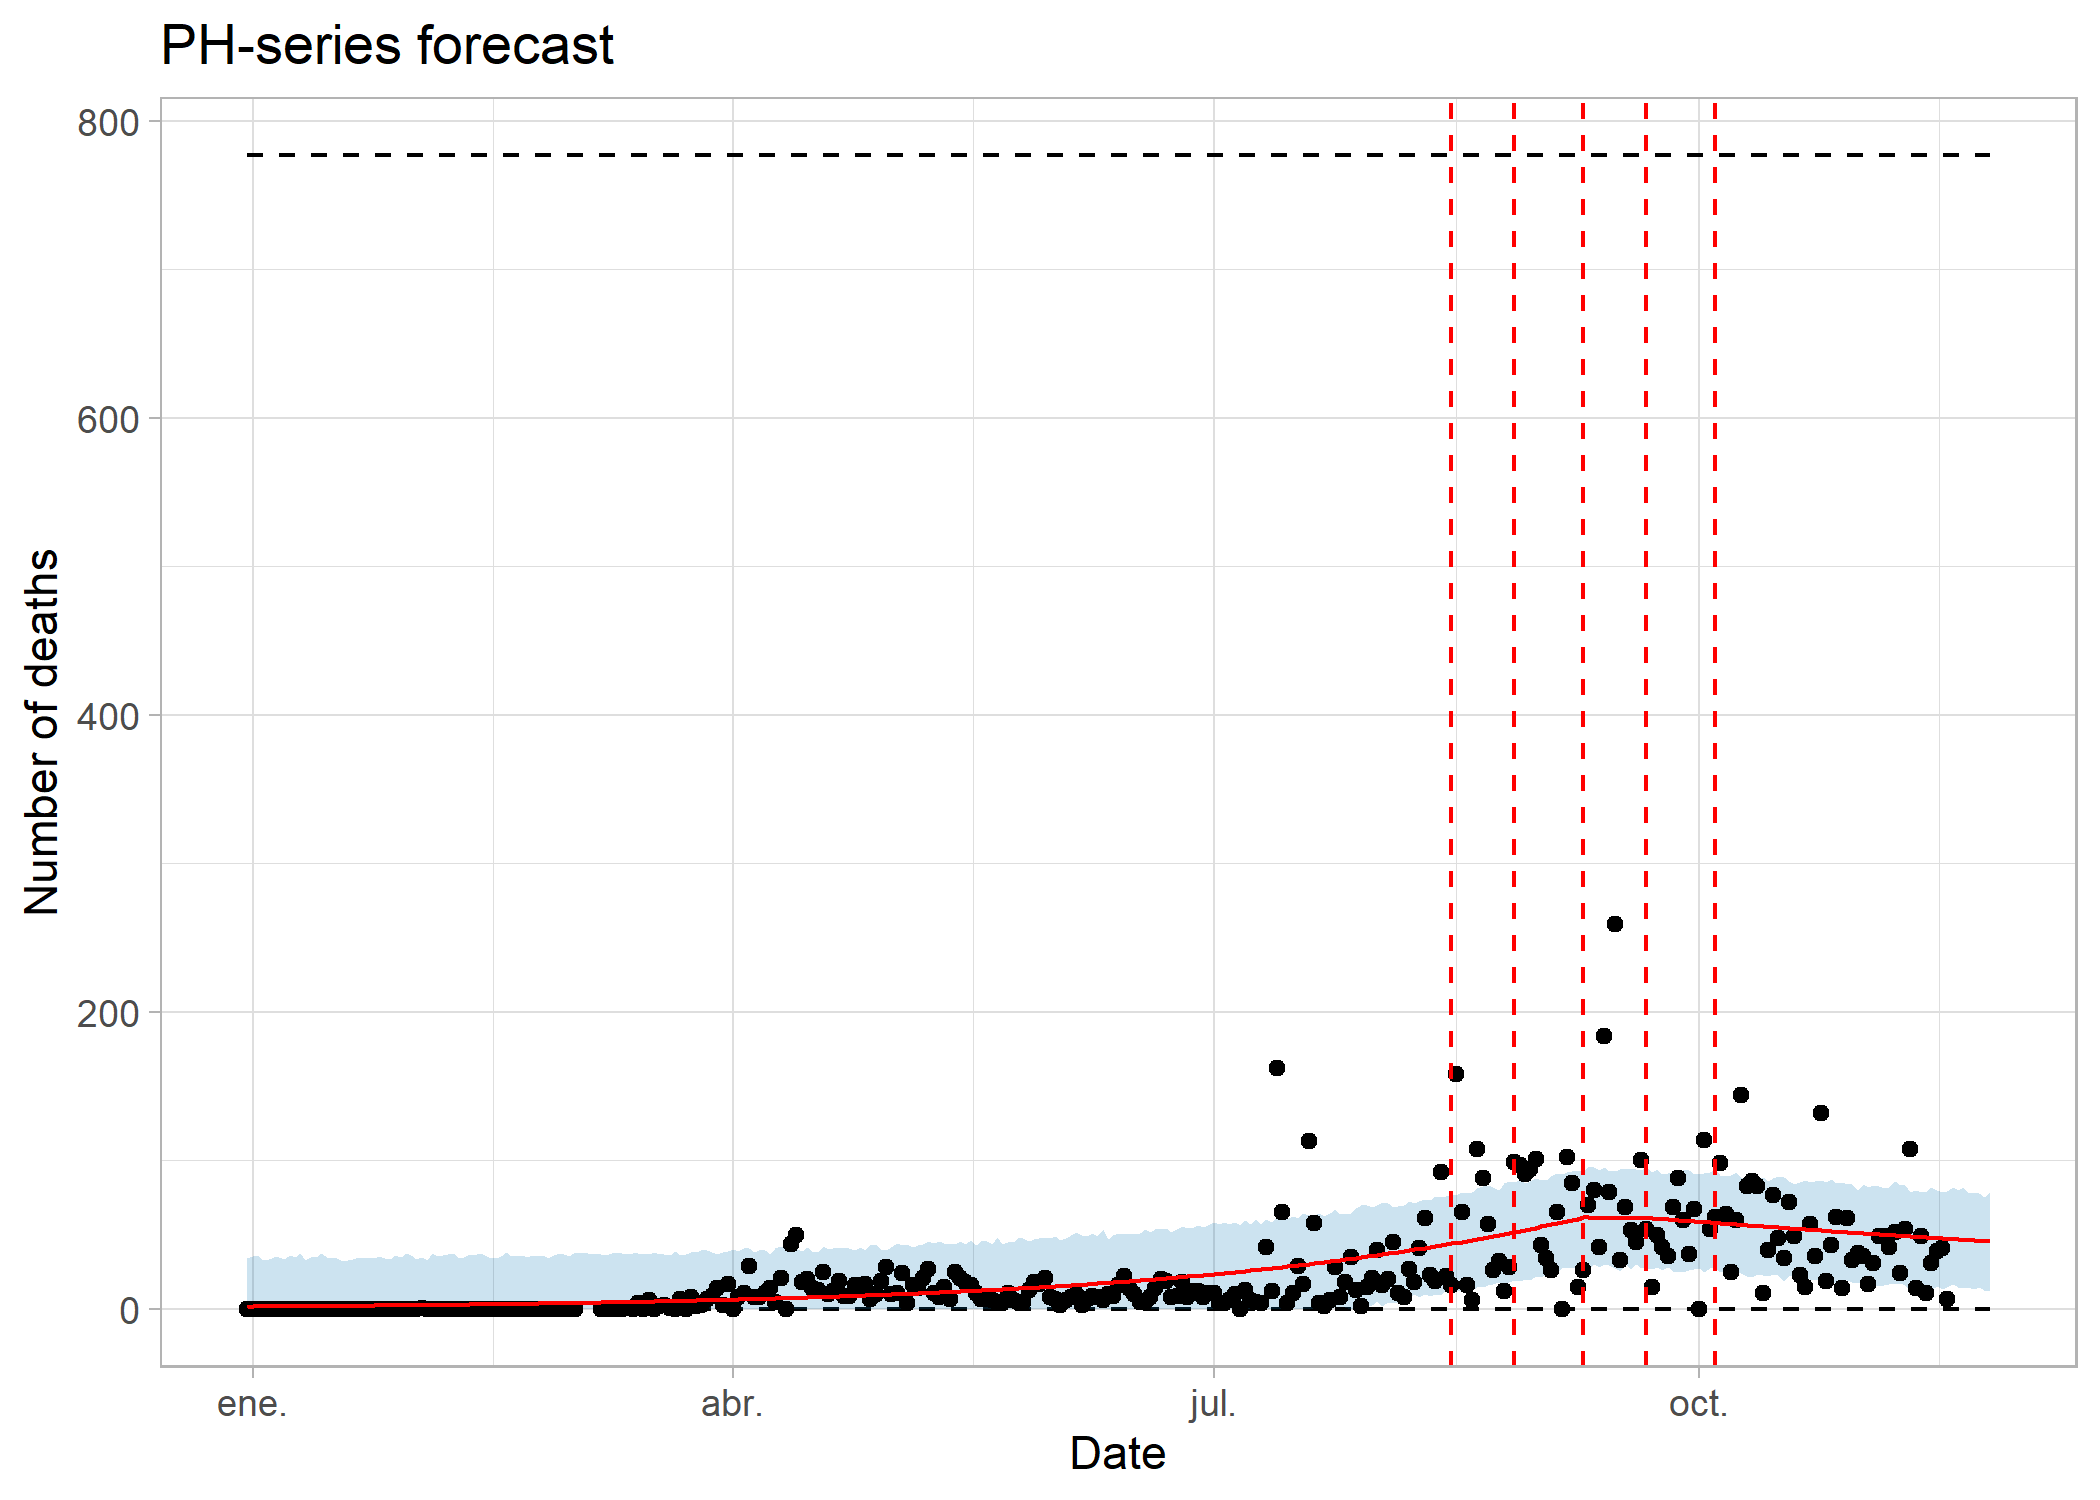 PH-series forecast
800
600
400
200
0
Number of deaths
ene.
abr.
jul.
oct.
Date